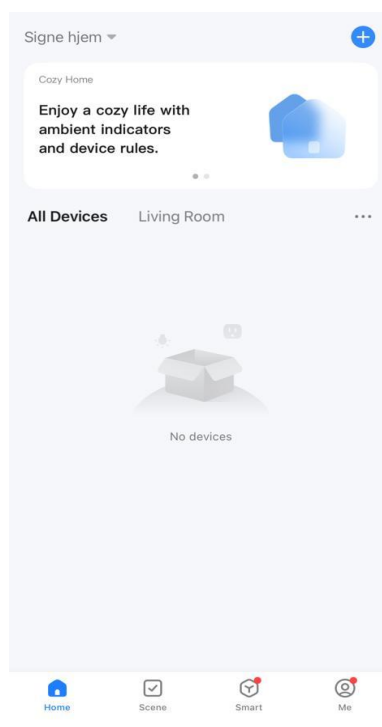 Signe hjem
Cozy Home
Enjoy a cozy life with
ambient indicators
and device rules.
All Devices Living Room
No devices
Home Scene Smart Me